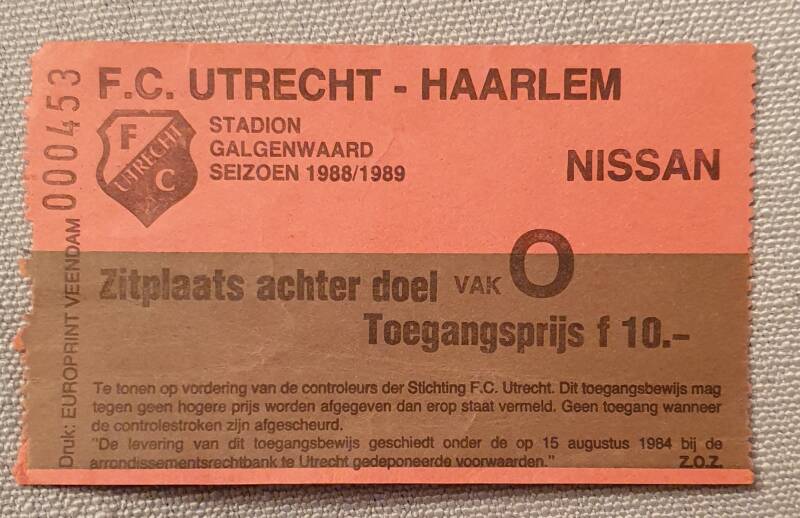 F.C. UTRECHT - HAARLEM
F
UTRECHT
C
STADION
GALGENWAARD
SEIZOEN 1988/1989
NISSAN
Zitplaats achter doel VAK O
Toegangsprijs f 10.-
Te tonen op vordering van de controleurs der Stichting F.C. Utrecht. Dit toegangsbewijs mag
tegen geen hogere prijs worden afgegeven dan erop staat vermeld. Geen toegang wanneer
de controlestroken zijn afgescheurd.
"De levering van dit toegangsbewijs geschiedt onder de op 15 augustus 1984 bij de
arrondissementsrechtbank te Utrecht gedeponeerde voorwaarden." Z.O.Z.
Druk: EUROPRINT VEENDAM
000453